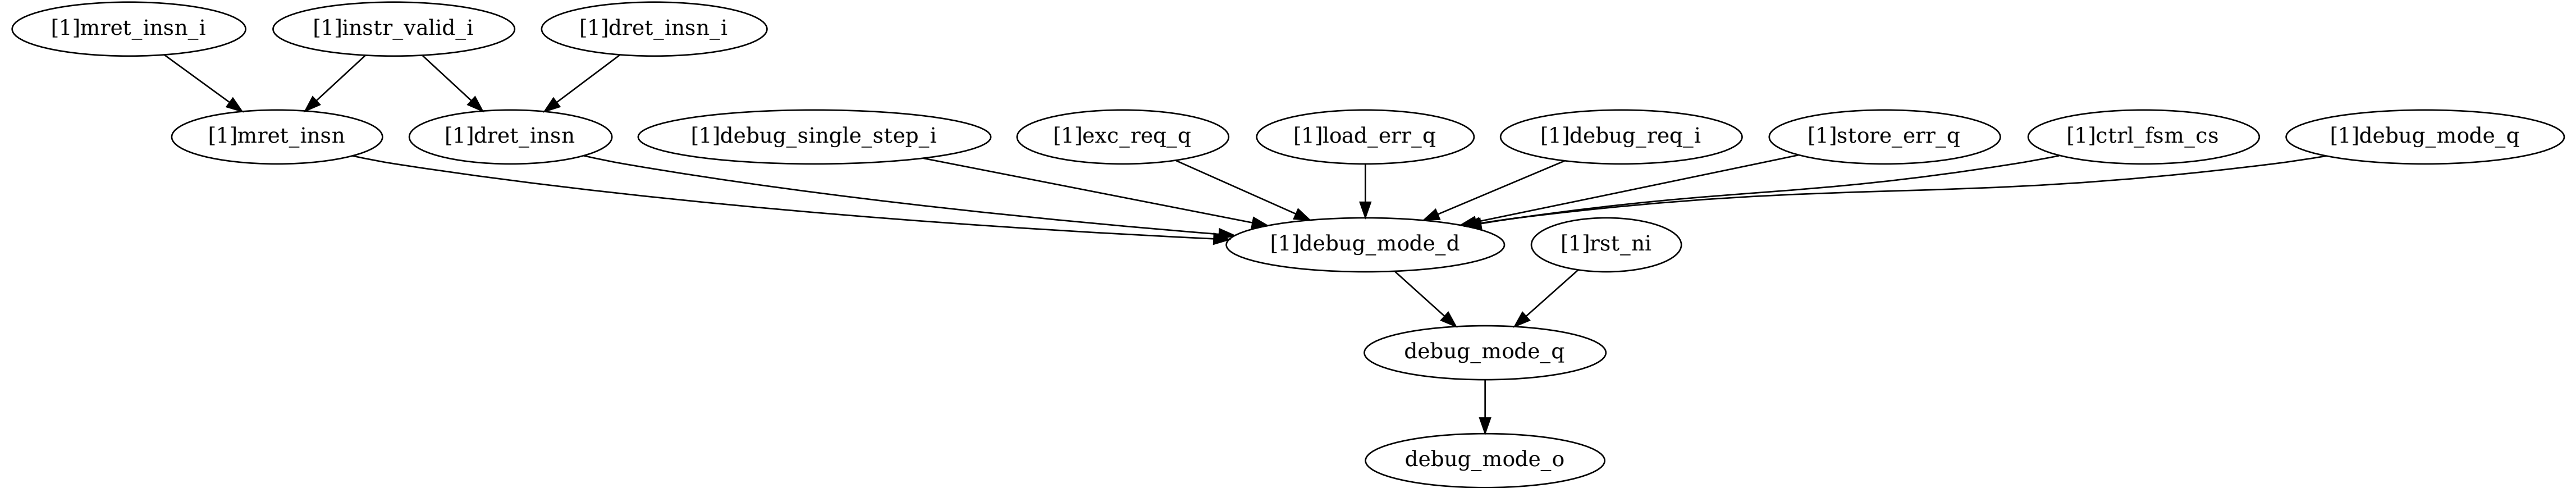 [1]mret_insn_i
[1]instr_valid_i
[1]dret_insn_i
[1]mret_insn
[1]dret_insn
[1]debug_single_step_i
[1]exc_req_q
[1]load_err_q
[1]debug_req_i
[1]store_err_q
[1]ctrl_fsm_cs
[1]debug_mode_q
[1]debug_mode_d
[1]rst_ni
debug_mode_q
debug_mode_o